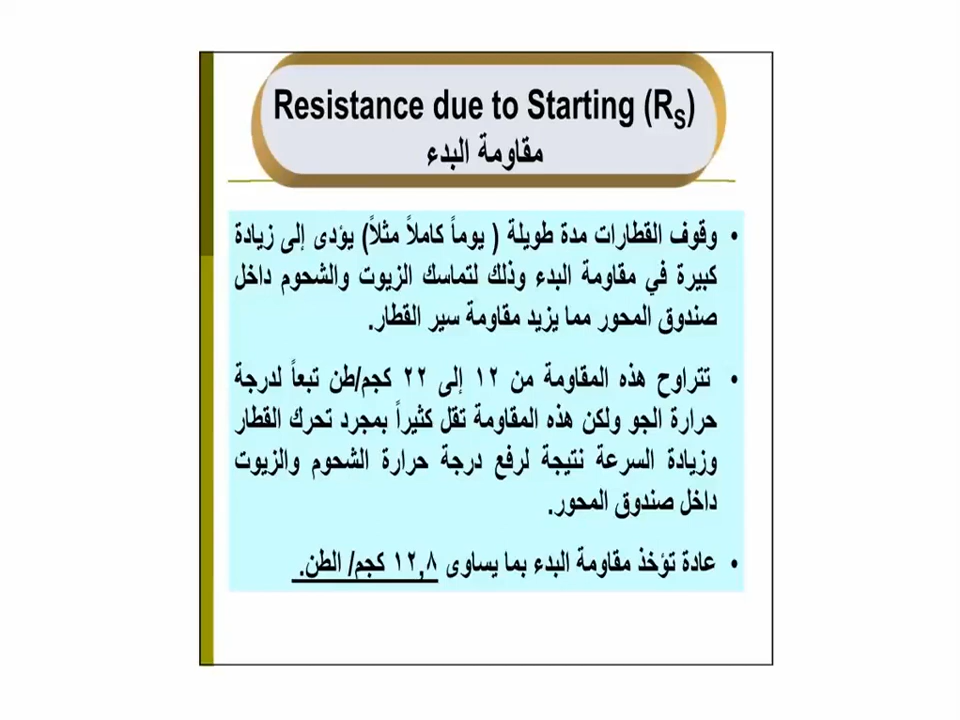 Resistance due to Starting (RS)
مقاومة البدء
• وقوف القطارات مدة طويلة ( يوماً كاملاً مثلاً) يؤدى إلى زيادة
كبيرة في مقاومة البدء وذلك لتماسك الزيوت والشحوم داخل
صندوق المحور مما يزيد مقاومة سير القطار.
• تتراوح هذه المقاومة من ١٢ إلى ٢٢ كجم/طن تبعاً لدرجة
حرارة الجو ولكن هذه المقاومة تقل كثيراً بمجرد تحرك القطار
وزيادة السرعة نتيجة لرفع درجة حرارة الشحوم والزيوت
داخل صندوق المحور.
• عادة تؤخذ مقاومة البدء بما يساوى ١٢,٨ كجم/ الطن.